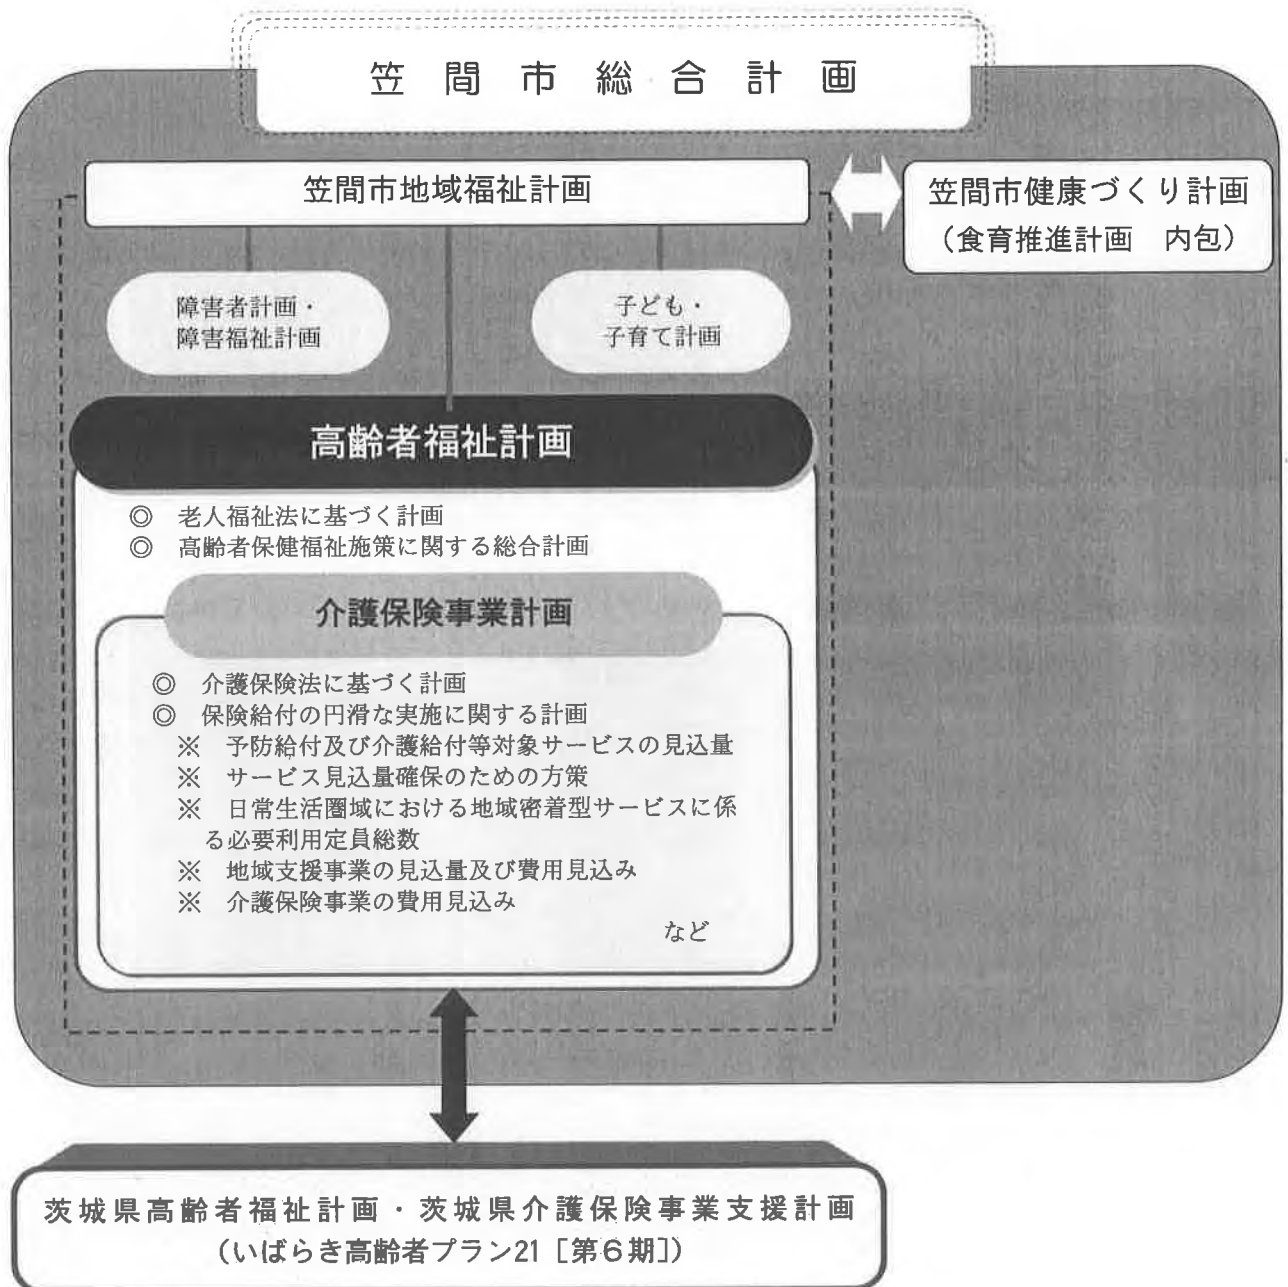 笠間市総合計画
笠間市地域福祉計画
笠間市健康づくり計画
（食育推進計画　内包）
障害者計画・
障害福祉計画
子ども・
子育て計画
高齢者福祉計画
◎　老人福祉法に基づく計画
◎　高齢者保健福祉施策に関する総合計画
介護保険事業計画
◎　介護保険法に基づく計画
◎　保険給付の円滑な実施に関する計画
※　予防給付及び介護給付等対象サービスの見込量
※　サービス見込量確保のための方策
※　日常生活圏域における地域密着型サービスに係
る必要利用定員総数
※　地域支援事業の見込量及び費用見込み
※　介護保険事業の費用見込み
など
茨城県高齢者福祉計画・茨城県介護保険事業支援計画
（いばらき高齢者プラン21［第６期］）